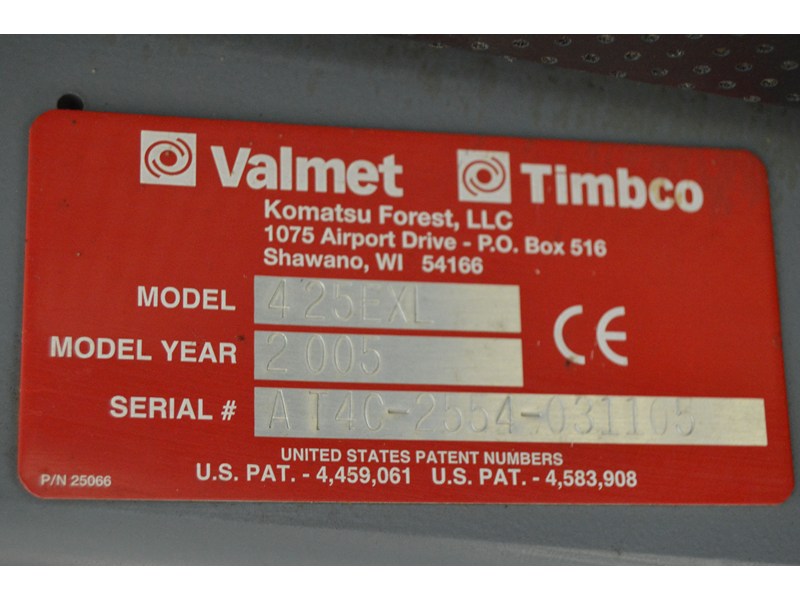 Valmet Timbco
Komatsu Forest, LLC
1075 Airport Drive - P.O. Box 516
Shawano, WI 54166
MODEL 425EXL
CE
MODEL YEAR 2005
SERIAL # AT4C-2554-031105
UNITED STATES PATENT NUMBERS
P/N 25066 U.S. PAT. - 4,459,061 U.S. PAT. - 4,583,908